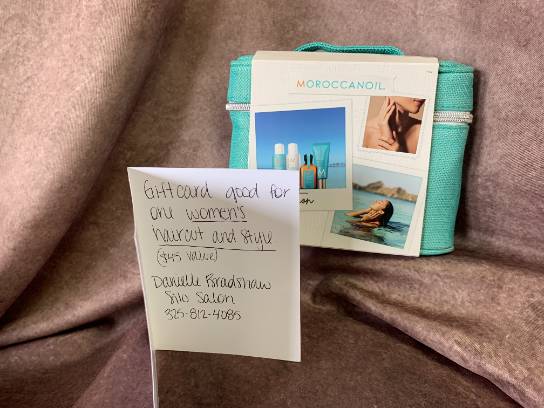 MOROCCANOIL
Gift card good for
one women's
haircut and style
($45 value)
Danielle Bradshaw
Silo Salon
325-812-4085